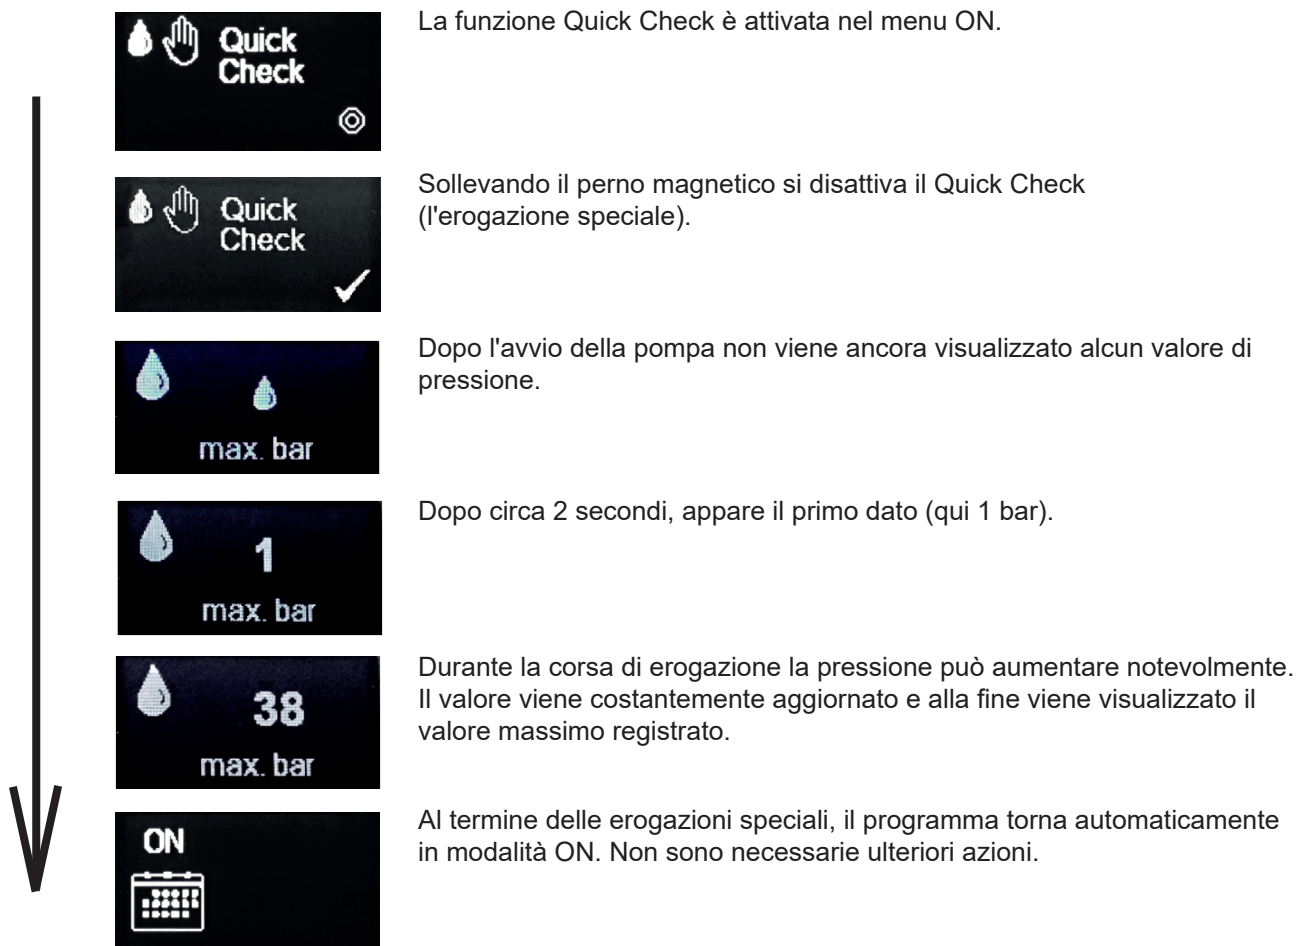 Quick
Check
La funzione Quick Check è attivata nel menu ON.
Quick
Check
Sollevando il perno magnetico si disattiva il Quick Check
(l'erogazione speciale).
max. bar
Dopo l'avvio della pompa non viene ancora visualizzato alcun valore di
pressione.
1
max. bar
Dopo circa 2 secondi, appare il primo dato (qui 1 bar).
38
max. bar
Durante la corsa di erogazione la pressione può aumentare notevolmente.
Il valore viene costantemente aggiornato e alla fine viene visualizzato il
valore massimo registrato.
ON
Al termine delle erogazioni speciali, il programma torna automaticamente
in modalità ON. Non sono necessarie ulteriori azioni.